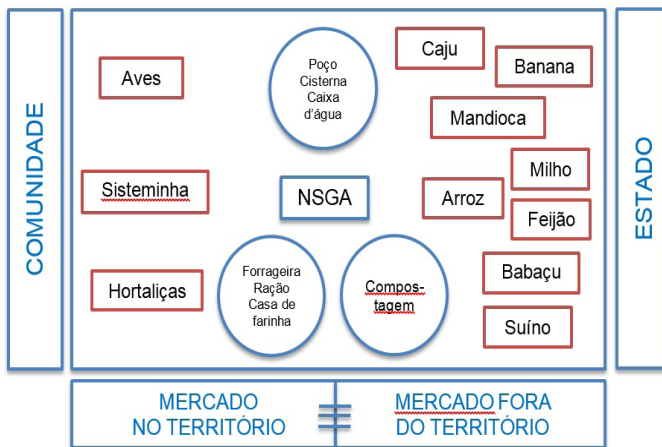 COMUNIDADE
Aves
Sisteminha
Hortaliças
Poço
Cisterna
Caixa
d'água
NSGA
Forrageira
Ração
Casa de
farinha
Compos-
tagem
Caju
Banana
Mandioca
Milho
Arroz
Feijão
Babaçu
Suíno
ESTADO
MERCADO
NO TERRITÓRIO
MERCADO FORA
DO TERRITÓRIO